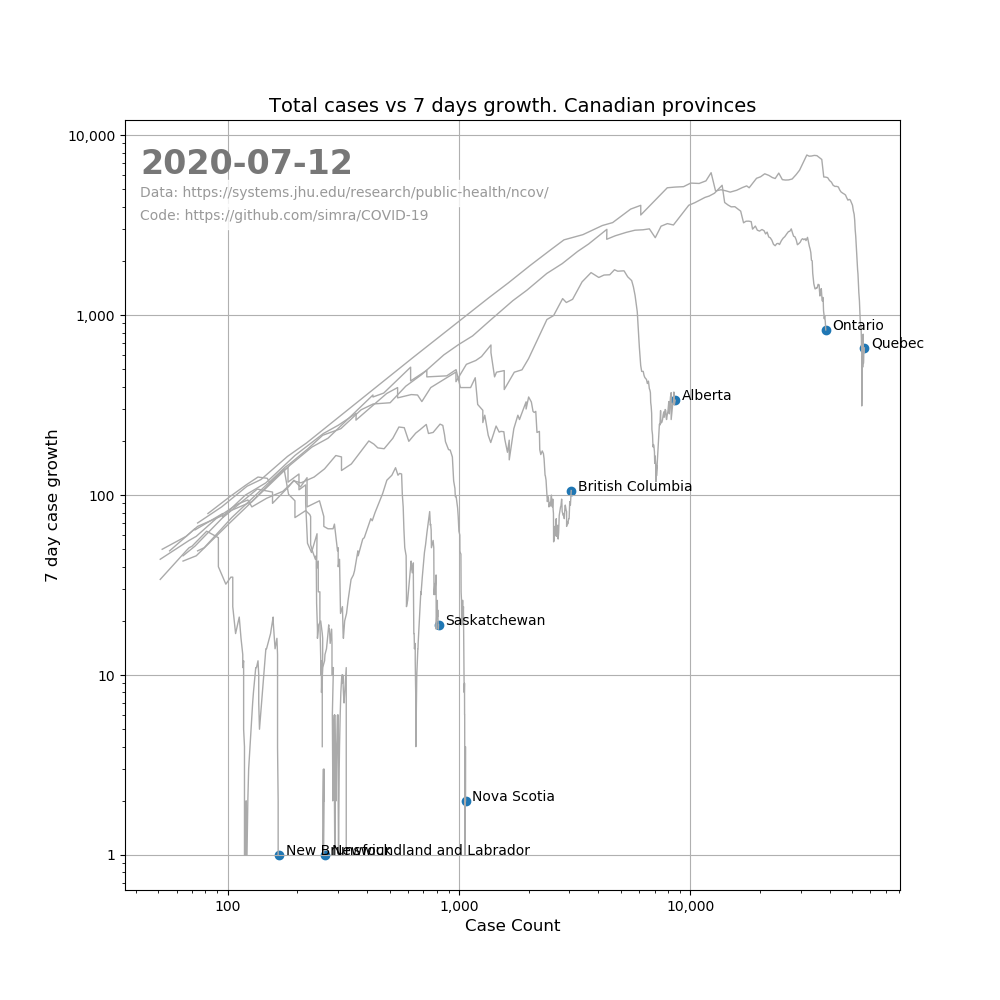 Total cases vs 7 days growth. Canadian provinces
10,000
2020-07-12
Data: https://systems.jhu.edu/research/public-health/ncov/
Code: https://github.com/simra/COVID-19
1,000
Ontario
Quebec
Alberta
7 day case growth
100
British Columbia
Saskatchewan
10
Nova Scotia
1
New Brunswick
Newfoundland and Labrador
100
1,000
10,000
Case Count